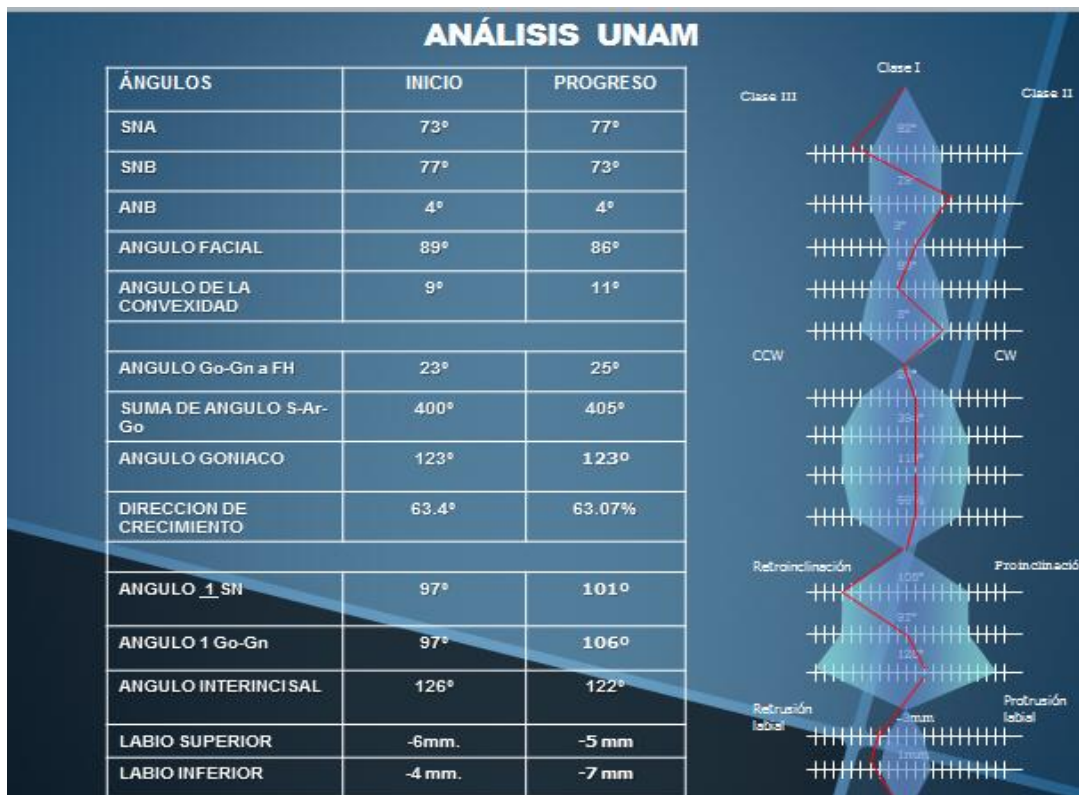 ANÁLISIS UNAM
ÁNGULOS INICIO PROGRESO
SNA 73º 77º
SNB 77º 73º
ANB 4º 4º
ANGULO FACIAL 89º 86º
ANGULO DE LA
CONVEXIDAD 9º 11º
ANGULO Go-Gn a FH 23º 25º
SUMA DE ANGULO S-Ar-
Go 400º 405º
ANGULO GONIACO 123º 123º
DIRECCION DE
CRECIMIENTO 63.4º 63.07%
ANGULO _1_SN 97º 101º
ANGULO 1 Go-Gn 97º 106º
ANGULO INTERINCISAL 126º 122º
LABIO SUPERIOR -6mm. -5 mm
LABIO INFERIOR -4 mm. -7 mm
Clase I
Clase III
Clase II
CCW
CW
Retroinclinación
Proinclinació
Retrusión
labial
Protrusión
labial
-3mm